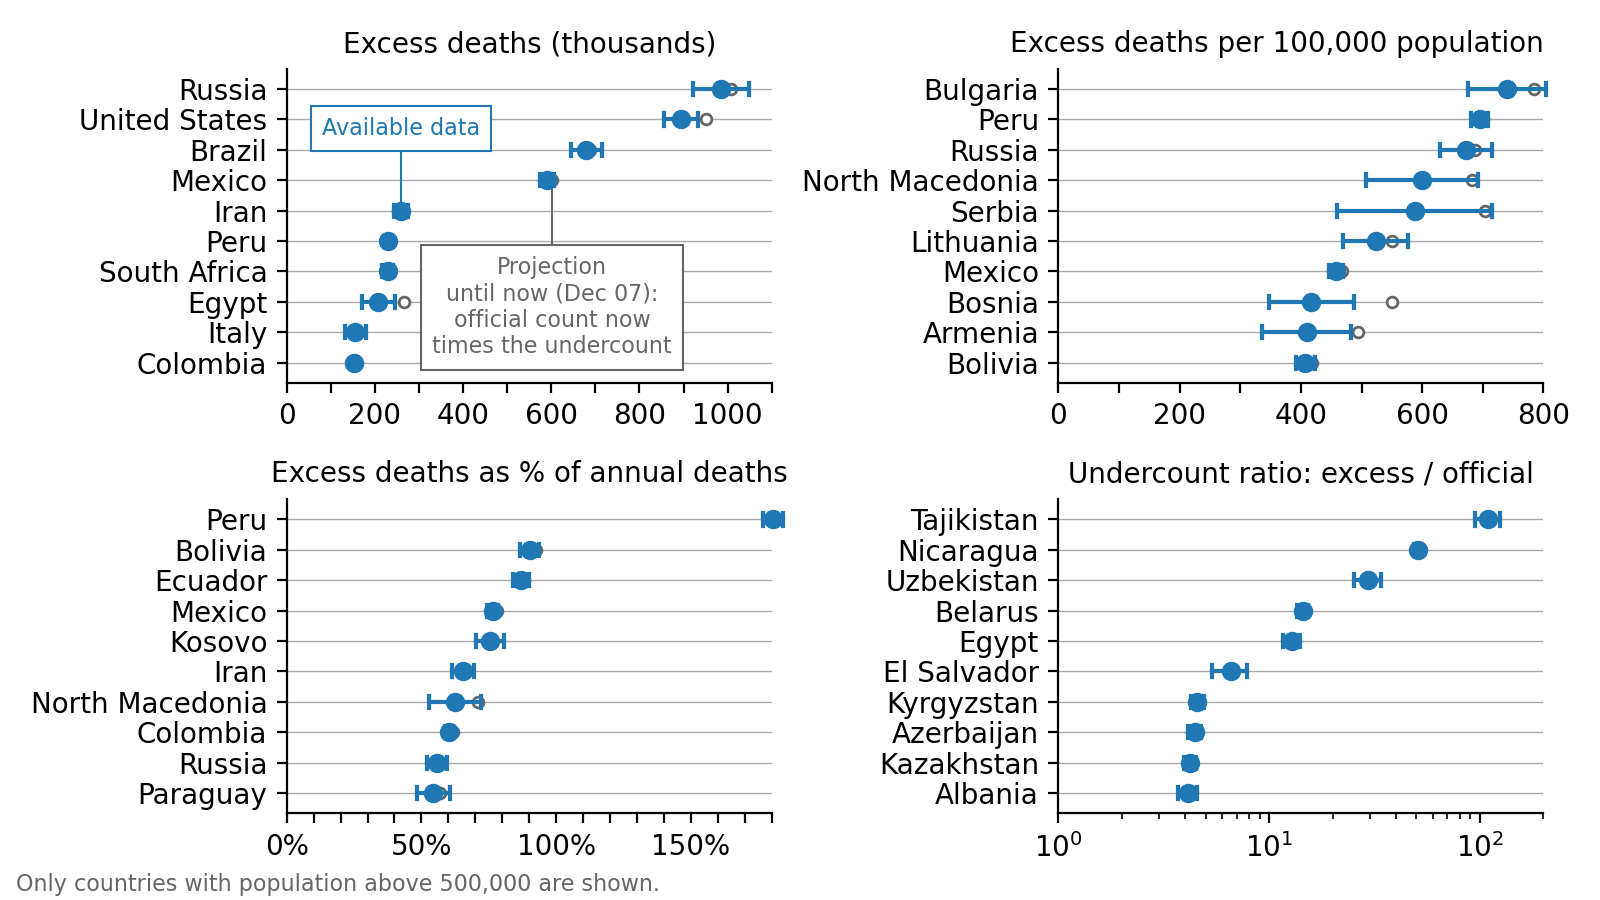 Excess deaths (thousands)
Russia
United States
Brazil
Mexico
Iran
Peru
South Africa
Egypt
Italy
Colombia
Available data
Projection
until now (Dec 07):
official count now
times the undercount
0 200 400 600 800 1000
Excess deaths per 100,000 population
Bulgaria
Peru
Russia
North Macedonia
Serbia
Lithuania
Mexico
Bosnia
Armenia
Bolivia
0 200 400 600 800
Excess deaths as % of annual deaths
Peru
Bolivia
Ecuador
Mexico
Kosovo
Iran
North Macedonia
Colombia
Russia
Paraguay
0% 50% 100% 150%
Undercount ratio: excess / official
Tajikistan
Nicaragua
Uzbekistan
Belarus
Egypt
El Salvador
Kyrgyzstan
Azerbaijan
Kazakhstan
Albania
10⁰ 10¹ 10²
Only countries with population above 500,000 are shown.